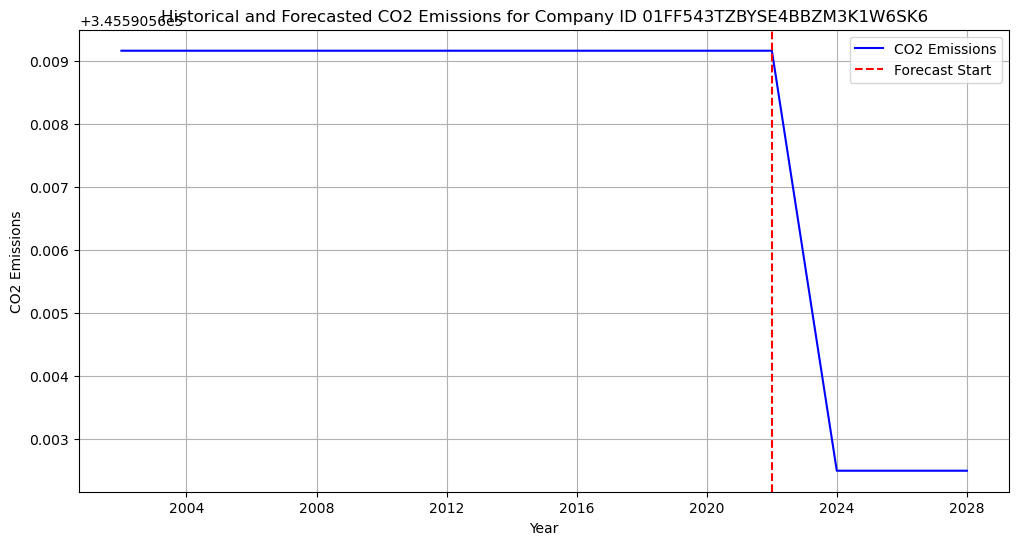 Historical and Forecasted CO2 Emissions for Company ID 01FF543TZBYSE4BBZM3K1W6SK6
+3.4559056e5
CO2 Emissions
Forecast Start
0.009
0.008
0.007
0.006
0.005
0.004
0.003
CO2 Emissions
2004 2008 2012 2016 2020 2024 2028
Year